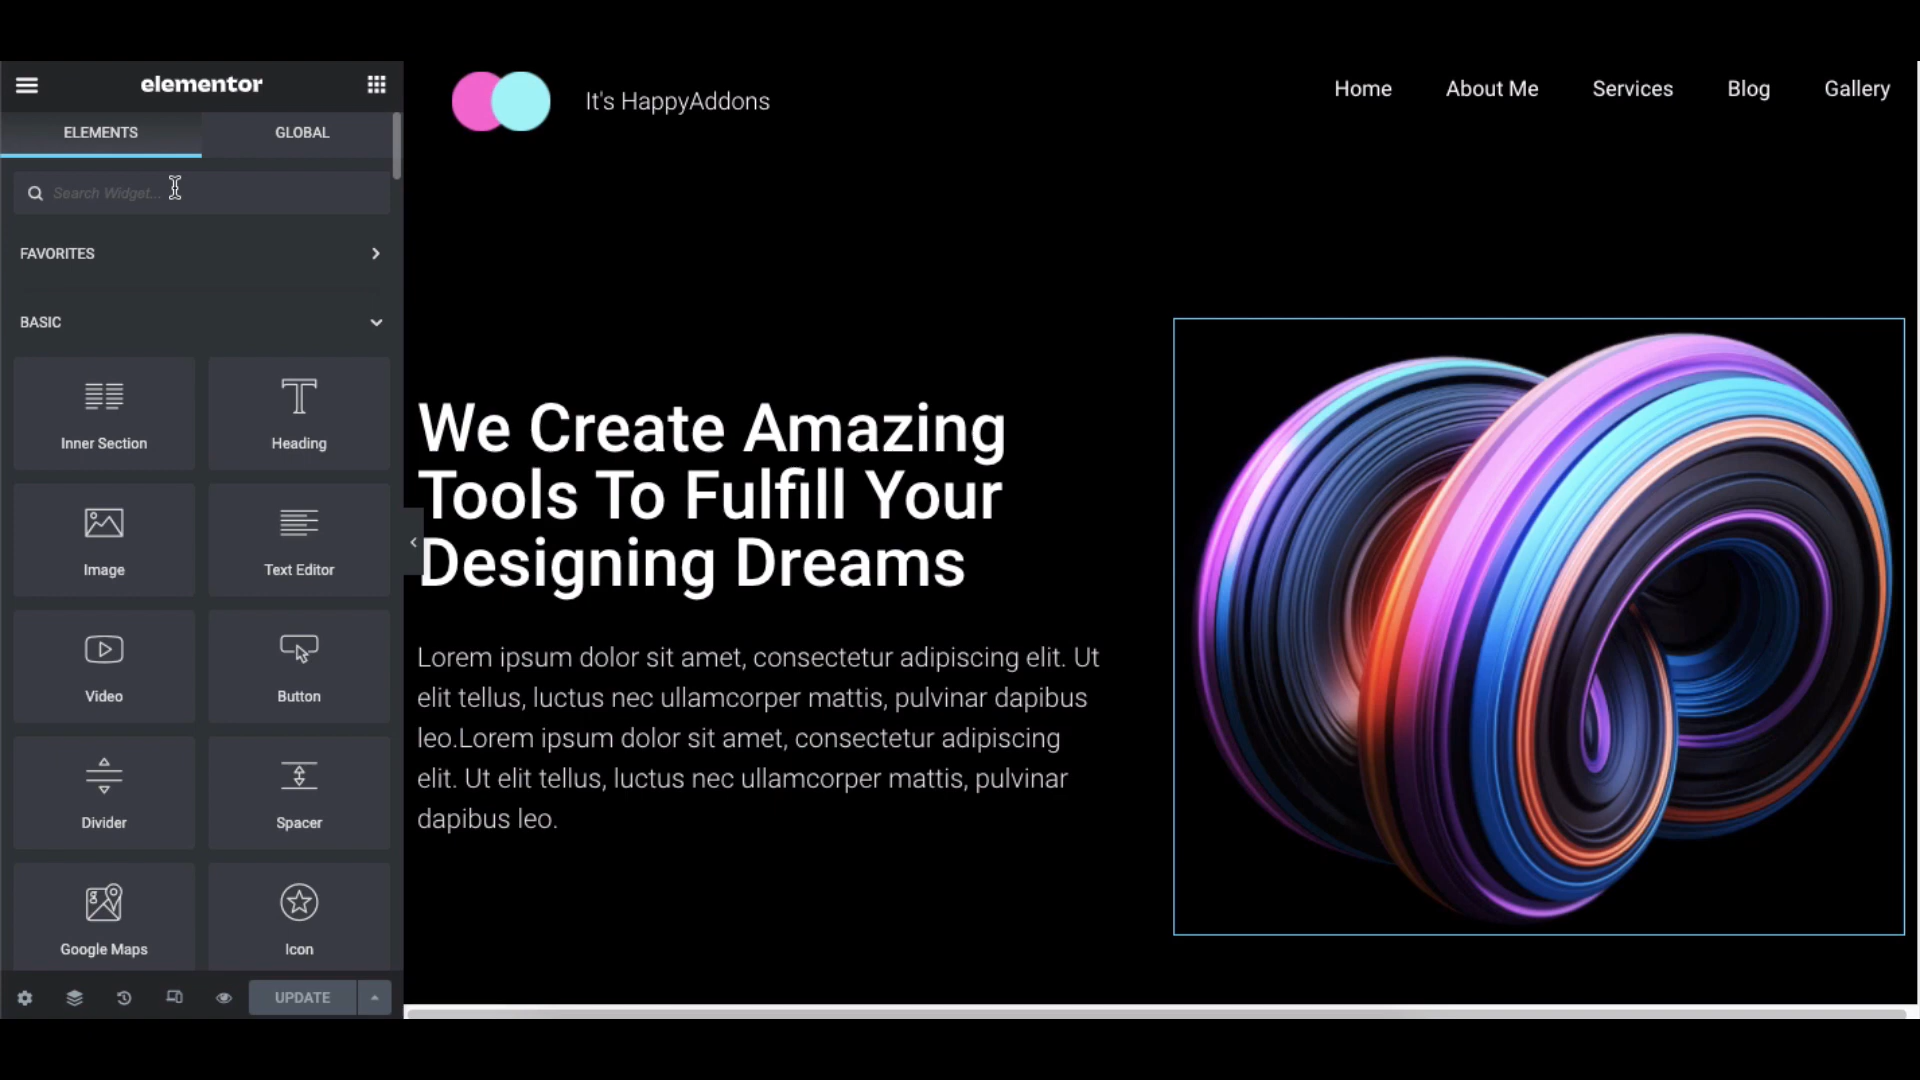 elementor
ELEMENTS
GLOBAL
Search Widget...
FAVORITES
BASIC
Inner Section
Heading
Image
Text Editor
Video
Button
Divider
Spacer
Google Maps
Icon
UPDATE
It's HappyAddons
Home
About Me
Services
Blog
Gallery
We Create Amazing
Tools To Fulfill Your
Designing Dreams
Lorem ipsum dolor sit amet, consectetur adipiscing elit. Ut
elit tellus, luctus nec ullamcorper mattis, pulvinar dapibus
leo.Lorem ipsum dolor sit amet, consectetur adipiscing
elit. Ut elit tellus, luctus nec ullamcorper mattis, pulvinar
dapibus leo.